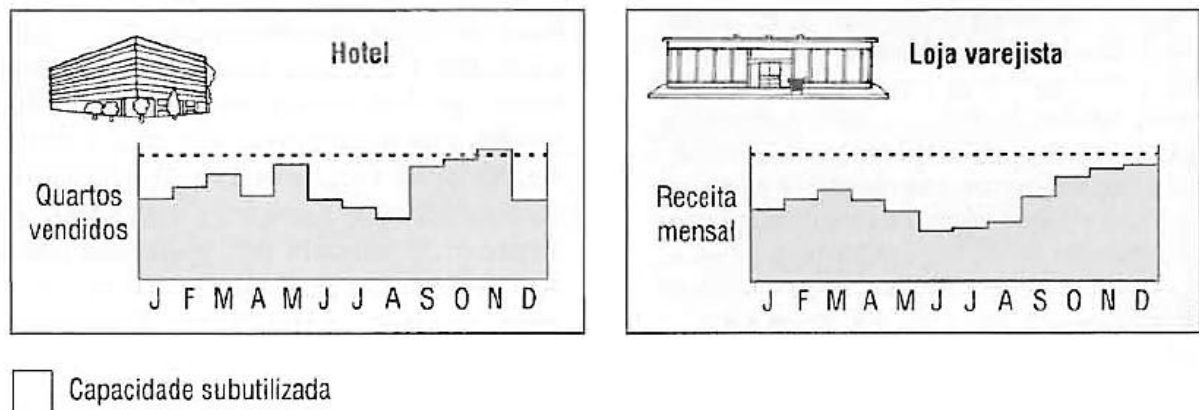 Hotel
Quartos
vendidos
J F M A M J J A S O N D
Loja varejista
Receita
mensal
J F M A M J J A S O N D
Capacidade subutilizada